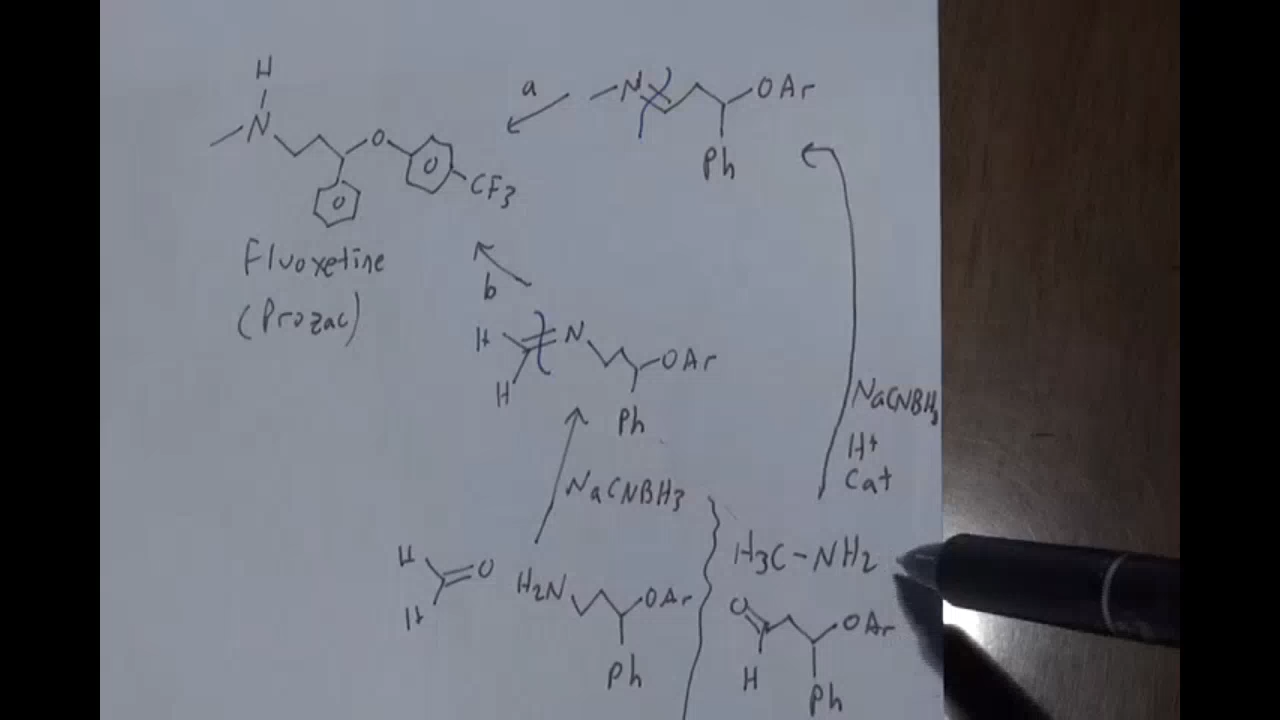 H
N
O
O
CF3
O
Fluoxetine
(Prozac)
a
N
OAr
Ph
b
H
N
OAr
H
Ph
NaCNBH3
H
O
H
H2N
OAr
Ph
NaCNBH3
H+
Cat
H3C-NH2
O
OAr
H
Ph